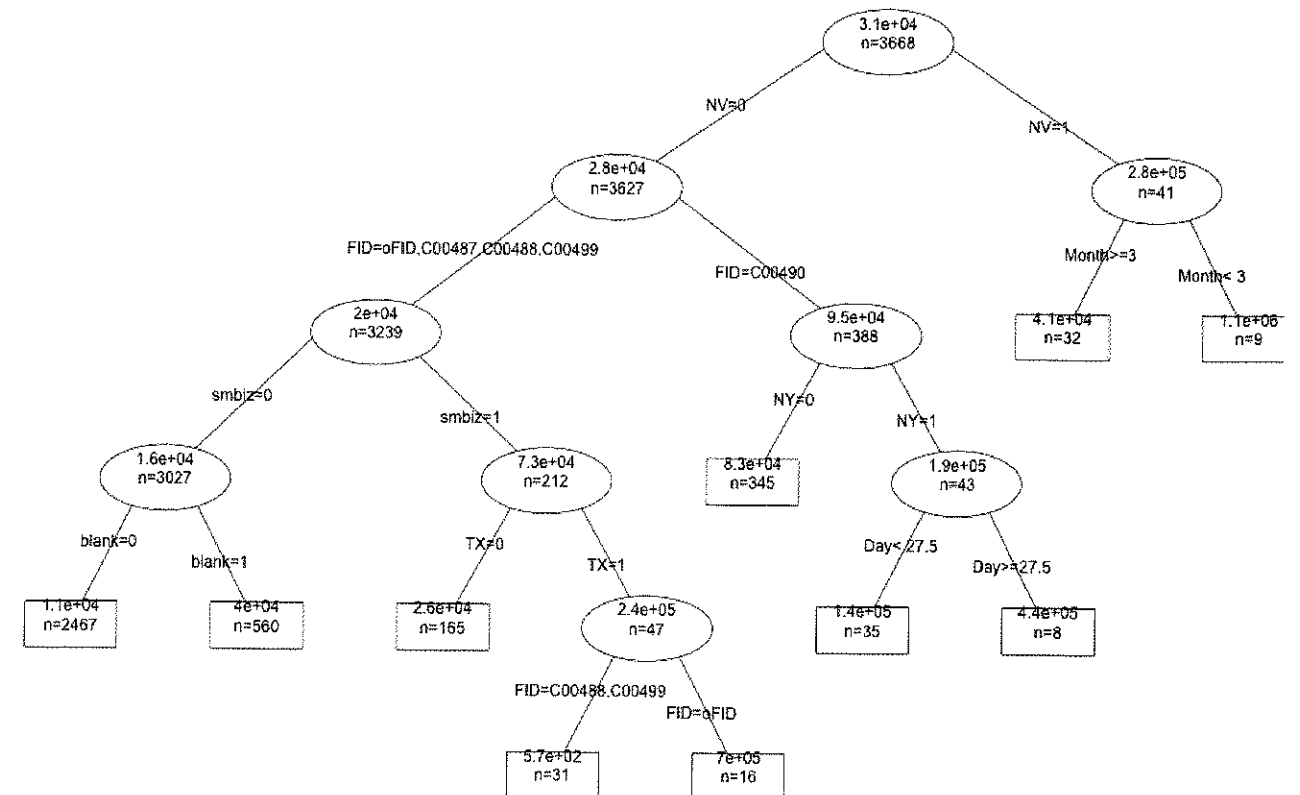 3.1e+04
n=3668
NV=0
NV=1
2.8e+04
n=3627
2.8e+05
n=41
FID=oFID,C00487,C00488,C00499
FID=C00490
Month>=3
Month< 3
2e+04
n=3239
9.5e+04
n=388
4.1e+04
n=32
1.1e+06
n=9
smbiz=0
smbiz=1
NY=0
NY=1
1.6e+04
n=3027
7.3e+04
n=212
8.3e+04
n=345
1.9e+05
n=43
blank=0
blank=1
TX=0
TX=1
Day< 27.5
Day>=27.5
1.1e+04
n=2467
4e+04
n=560
2.6e+04
n=165
2.4e+05
n=47
1.4e+05
n=35
4.4e+05
n=8
FID=C00488,C00499
FID=oFID
5.7e+02
n=31
7e+05
n=16